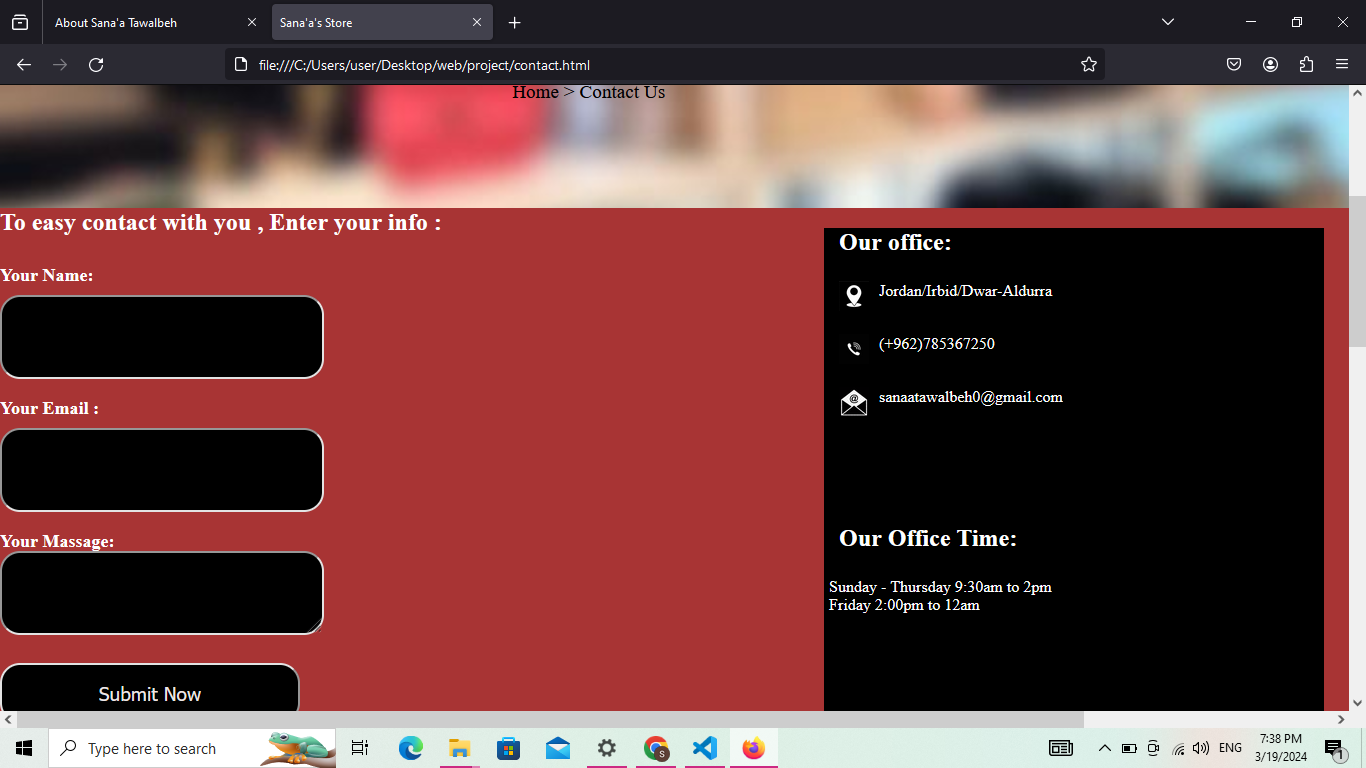 About Sana'a Tawalbeh
Sana'a's Store
file:///C:/Users/user/Desktop/web/project/contact.html
Home > Contact Us
To easy contact with you , Enter your info :
Your Name:
Your Email :
Your Massage:
Submit Now
Our office:
Jordan/Irbid/Dwar-Aldurra
(+962)785367250
sanaatawalbeh0@gmail.com
Our Office Time:
Sunday - Thursday 9:30am to 2pm
Friday 2:00pm to 12am
Type here to search
S
ENG
7:38 PM
3/19/2024
1